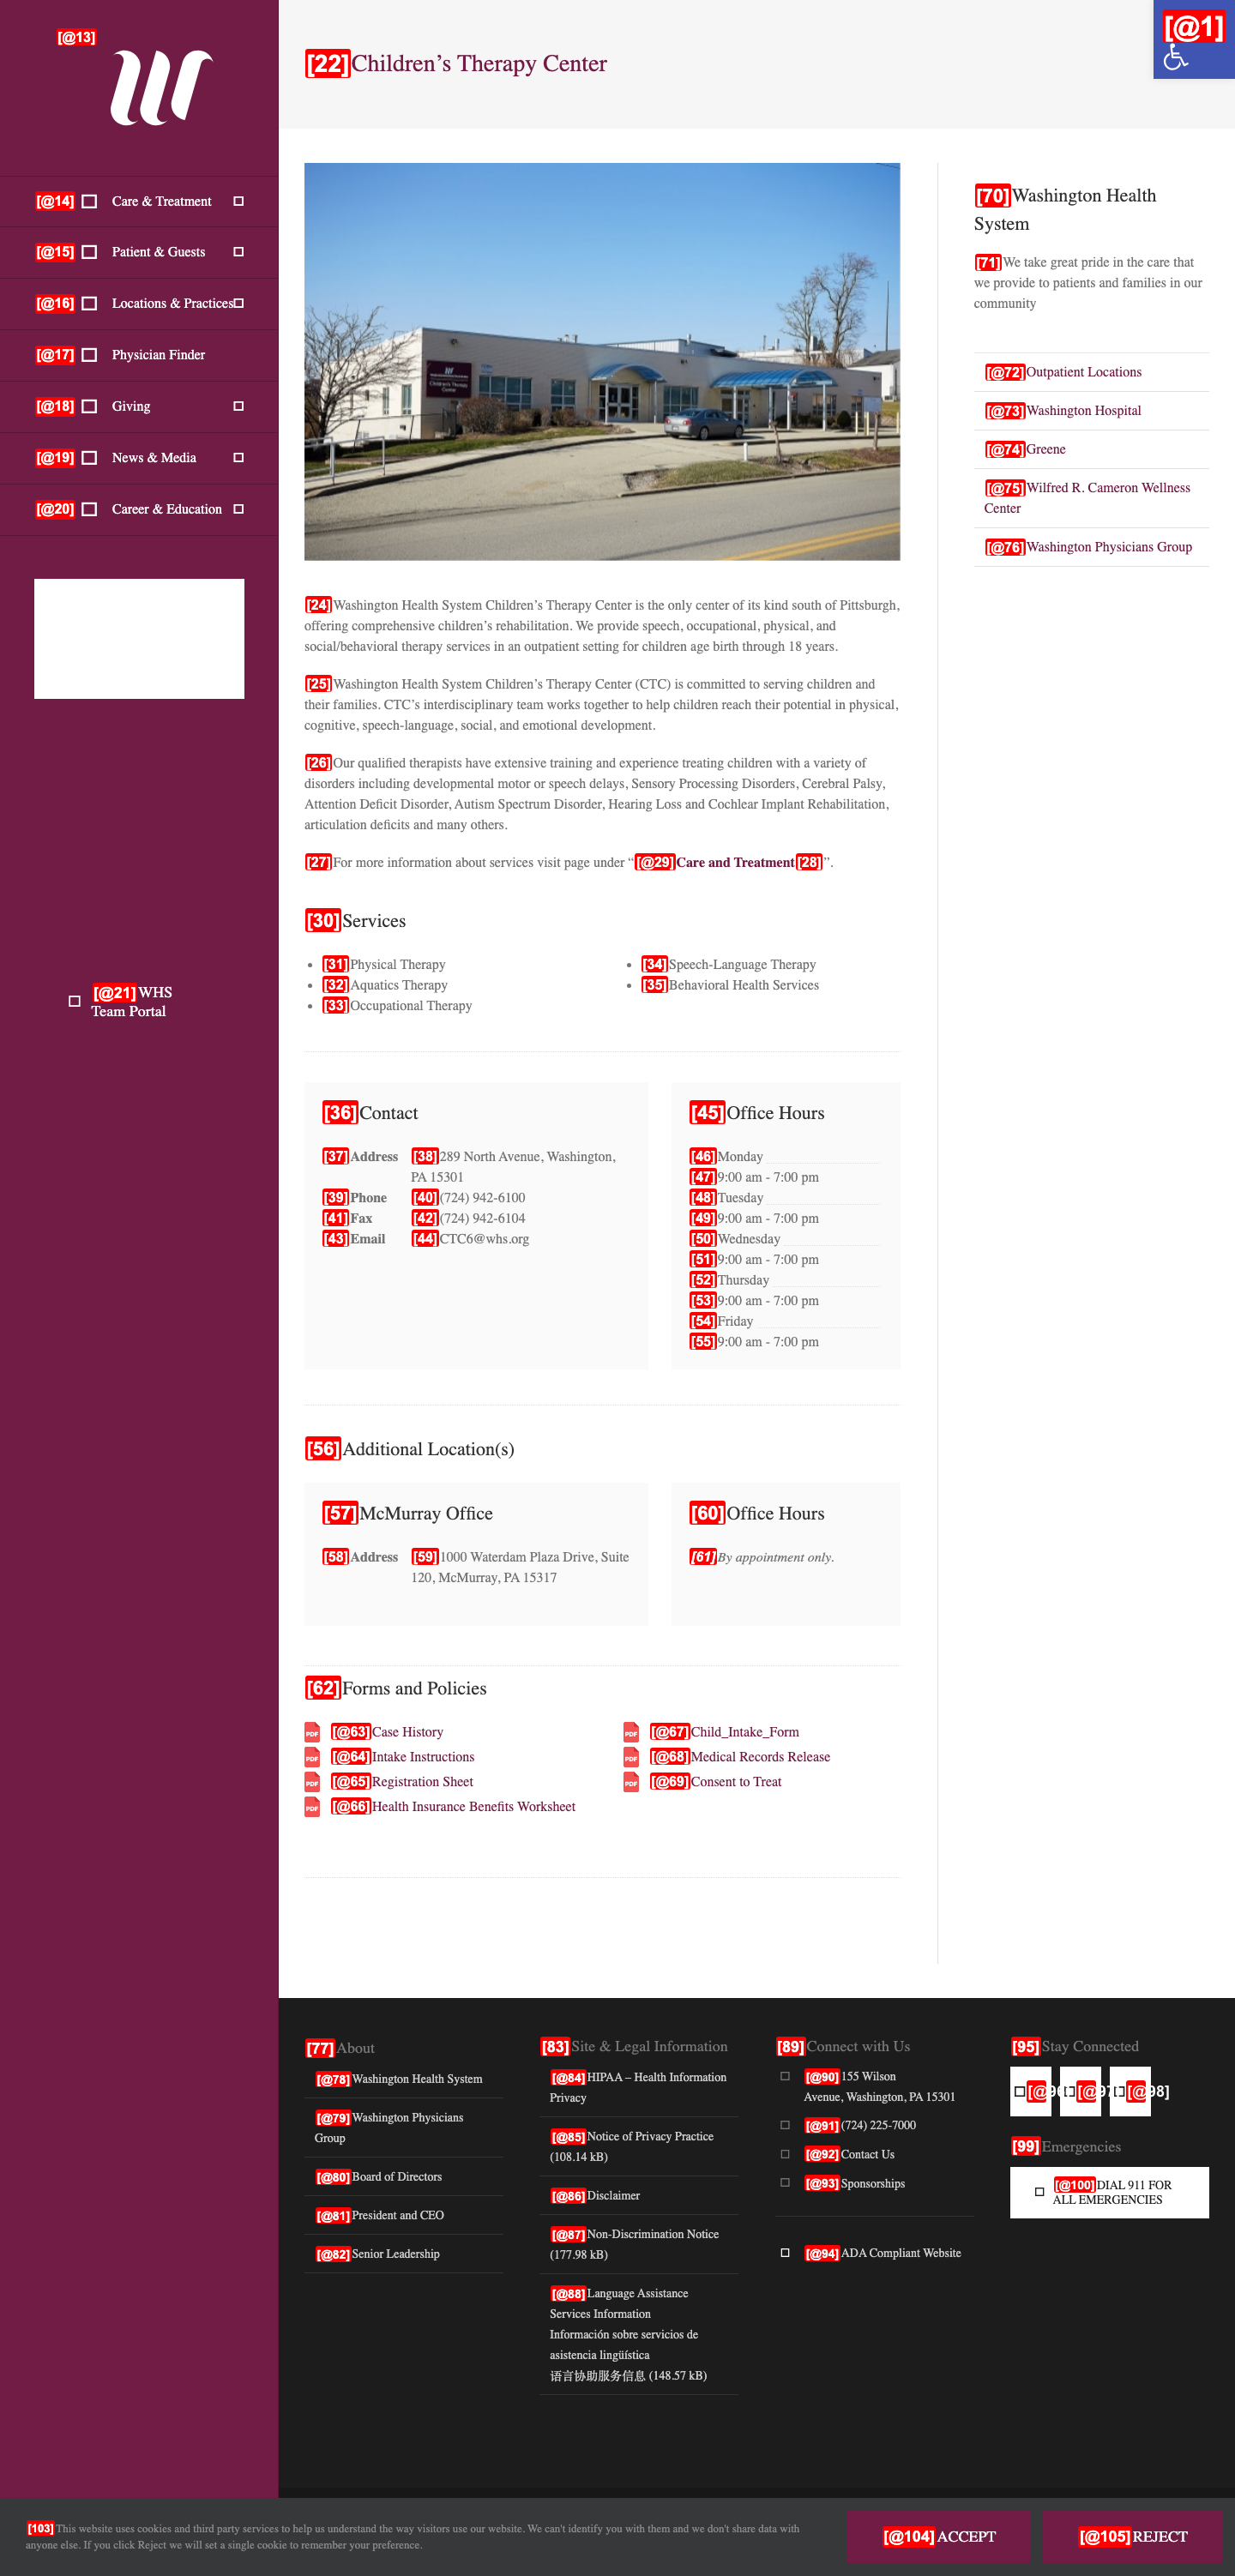 [@13]
[@1]
[22]Children’s Therapy Center
[@14] Care & Treatment
[@15] Patient & Guests
[@16] Locations & Practices
[@17] Physician Finder
[@18] Giving
[@19] News & Media
[@20] Career & Education
[@21]WHS
Team Portal
[24]Washington Health System Children’s Therapy Center is the only center of its kind south of Pittsburgh,
offering comprehensive children’s rehabilitation. We provide speech, occupational, physical, and
social/behavioral therapy services in an outpatient setting for children age birth through 18 years.
[25]Washington Health System Children’s Therapy Center (CTC) is committed to serving children and
their families. CTC’s interdisciplinary team works together to help children reach their potential in physical,
cognitive, speech-language, social, and emotional development.
[26]Our qualified therapists have extensive training and experience treating children with a variety of
disorders including developmental motor or speech delays, Sensory Processing Disorders, Cerebral Palsy,
Attention Deficit Disorder, Autism Spectrum Disorder, Hearing Loss and Cochlear Implant Rehabilitation,
articulation deficits and many others.
[27]For more information about services visit page under “[@29]Care and Treatment[28]”.
[30]Services
[31]Physical Therapy
[32]Aquatics Therapy
[33]Occupational Therapy
[34]Speech-Language Therapy
[35]Behavioral Health Services
[36]Contact
[37]Address [38]289 North Avenue, Washington,
PA 15301
[39]Phone [40](724) 942-6100
[41]Fax [42](724) 942-6104
[43]Email [44]CTC6@whs.org
[45]Office Hours
[46]Monday
[47]9:00 am - 7:00 pm
[48]Tuesday
[49]9:00 am - 7:00 pm
[50]Wednesday
[51]9:00 am - 7:00 pm
[52]Thursday
[53]9:00 am - 7:00 pm
[54]Friday
[55]9:00 am - 7:00 pm
[56]Additional Location(s)
[57]McMurray Office
[58]Address [59]1000 Waterdam Plaza Drive, Suite
120, McMurray, PA 15317
[60]Office Hours
[61]By appointment only.
[62]Forms and Policies
PDF [@63]Case History
PDF [@64]Intake Instructions
PDF [@65]Registration Sheet
PDF [@66]Health Insurance Benefits Worksheet
PDF [@67]Child_Intake_Form
PDF [@68]Medical Records Release
PDF [@69]Consent to Treat
[70]Washington Health
System
[71]We take great pride in the care that
we provide to patients and families in our
community
[@72]Outpatient Locations
[@73]Washington Hospital
[@74]Greene
[@75]Wilfred R. Cameron Wellness
Center
[@76]Washington Physicians Group
[77]About
[@78]Washington Health System
[@79]Washington Physicians
Group
[@80]Board of Directors
[@81]President and CEO
[@82]Senior Leadership
[83]Site & Legal Information
[@84]HIPAA – Health Information
Privacy
[@85]Notice of Privacy Practice
(108.14 kB)
[@86]Disclaimer
[@87]Non-Discrimination Notice
(177.98 kB)
[@88]Language Assistance
Services Information
Información sobre servicios de
asistencia lingüística
语言协助服务信息 (148.57 kB)
[89]Connect with Us
[@90]155 Wilson
Avenue, Washington, PA 15301
[@91](724) 225-7000
[@92]Contact Us
[@93]Sponsorships
[@94]ADA Compliant Website
[95]Stay Connected
[@98]
[99]Emergencies
[@100]DIAL 911 FOR
ALL EMERGENCIES
[103]This website uses cookies and third party services to help us understand the way visitors use our website. We can't identify you with them and we don't share data with
anyone else. If you click Reject we will set a single cookie to remember your preference.
[@104]ACCEPT
[@105]REJECT